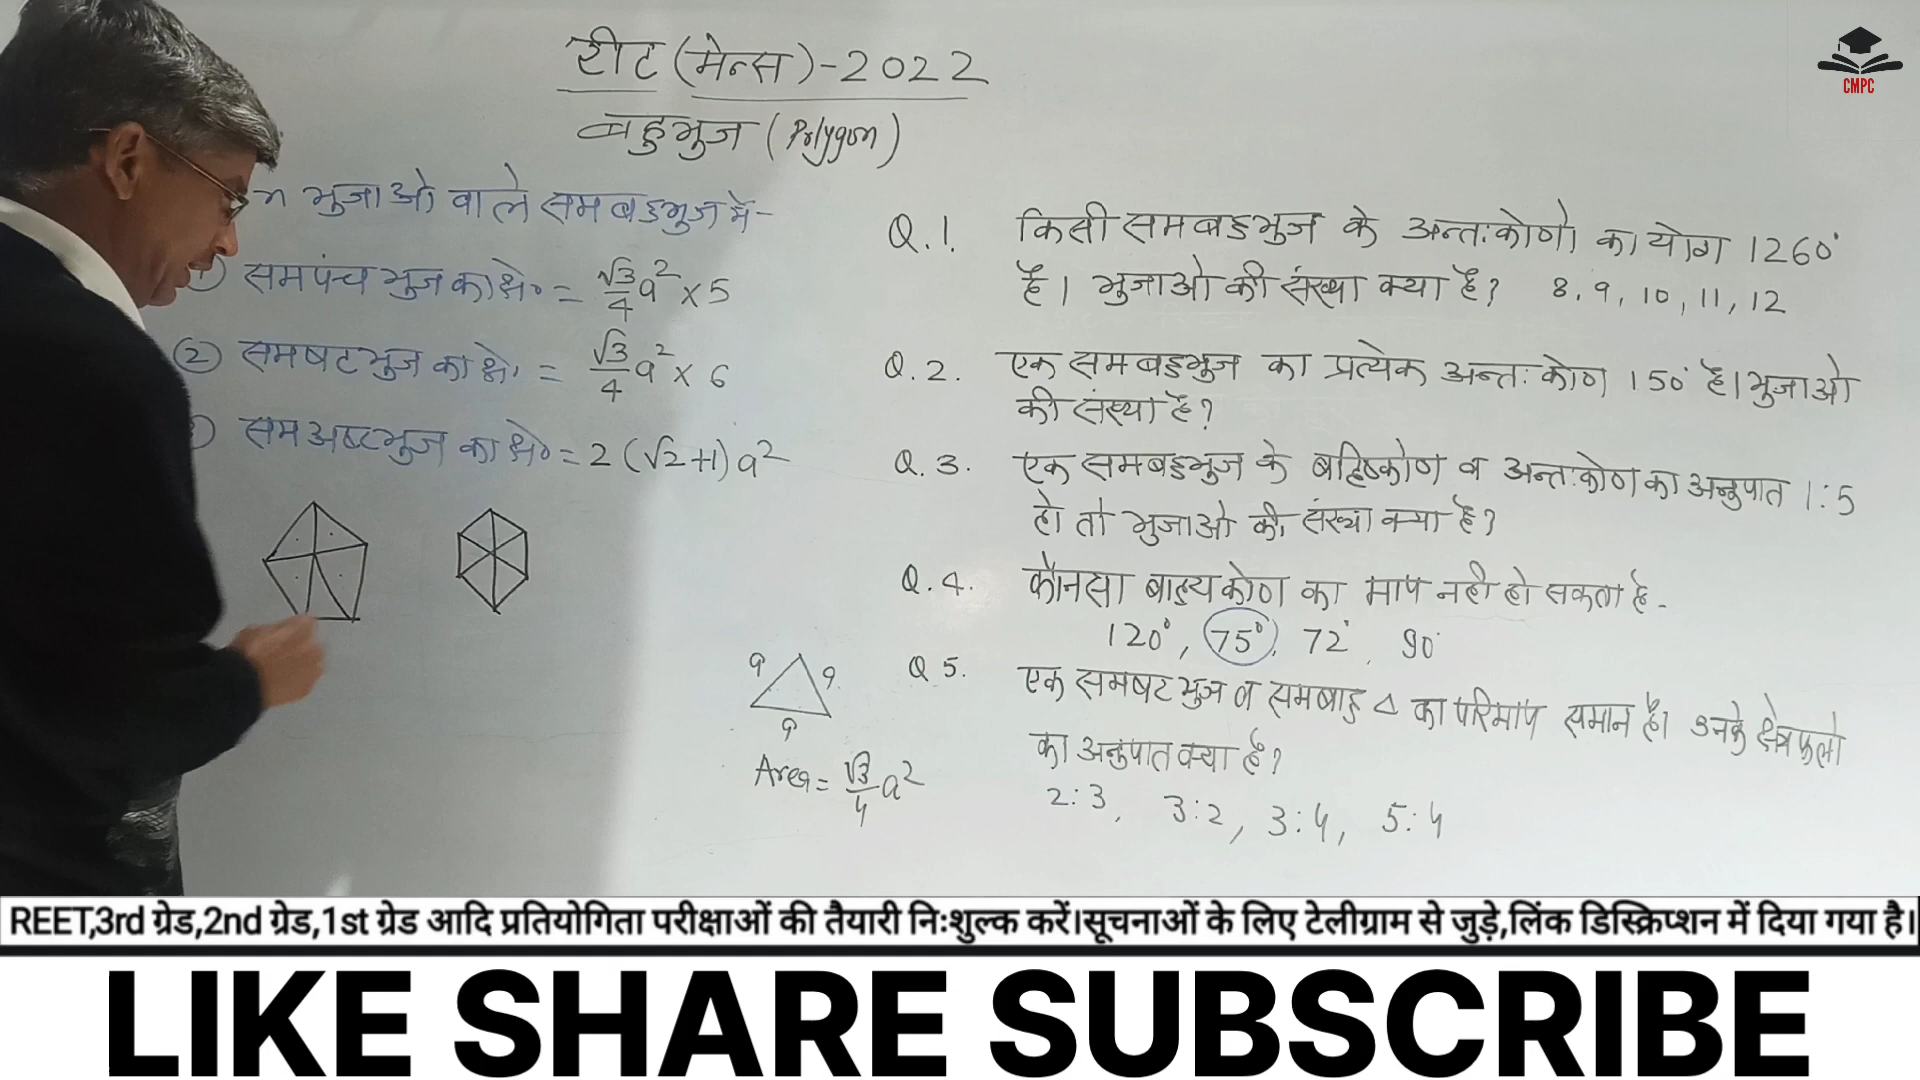 रीट (मेन्स) - 2022
बहुभुज (Polygon)
n भुजाओ वाले समबहुभुज मे -
समपंचभुज का क्षे० = √3/4 a² × 5
② समषटभुज का क्षे. = √3/4 a² × 6
समअष्टभुज का क्षे० = 2 (√2+1) a²
a a a
Area = √3/4 a²
Q.1. किसी समबहुभुज के अन्त:कोणो का योग 1260°
है। भुजाओ की संख्या क्या है? 8, 9, 10, 11, 12
Q.2. एक समबहुभुज का प्रत्येक अन्त:कोण 150° है। भुजाओ
की संख्या है?
Q.3. एक समबहुभुज के बहिष्कोण व अन्त:कोण का अनुपात 1:5
हो तो भुजाओ की संख्या क्या है?
Q.4. कौनसा बाह्यकोण का माप नही हो सकता है -
120°, 75°, 72°, 90°
Q 5. एक समषटभुज व समबाहु Δ का परिमाप समान है। उनके क्षेत्रफलो
का अनुपात क्या है?
2:3, 3:2, 3:4, 5:4
CMPC
REET,3rd ग्रेड,2nd ग्रेड,1st ग्रेड आदि प्रतियोगिता परीक्षाओं की तैयारी निःशुल्क करें।सूचनाओं के लिए टेलीग्राम से जुड़े,लिंक डिस्क्रिप्शन में दिया गया है।
LIKE SHARE SUBSCRIBE